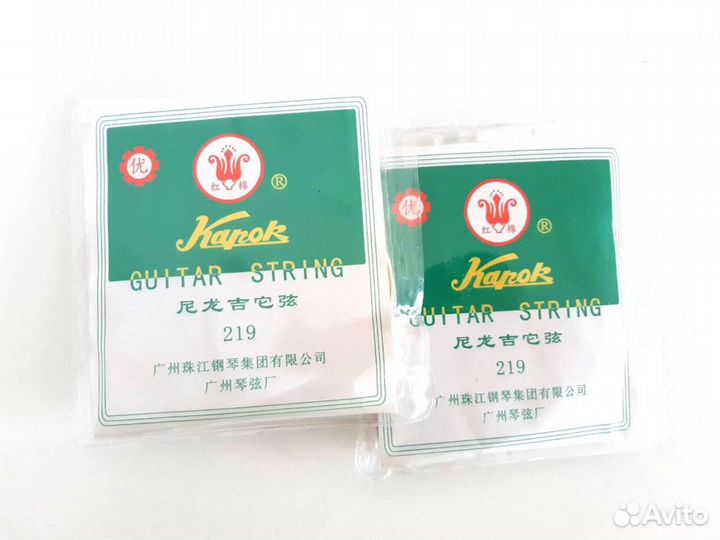 优
红 棉
®
Kapok
GUITAR STRING
尼龙吉它弦
219
广州珠江钢琴集团有限公司
广州琴弦厂
优
红 棉
®
Kapok
GUITAR STRING
尼龙吉它弦
219
广州珠江钢琴集团有限公司
广州琴弦厂
Avito